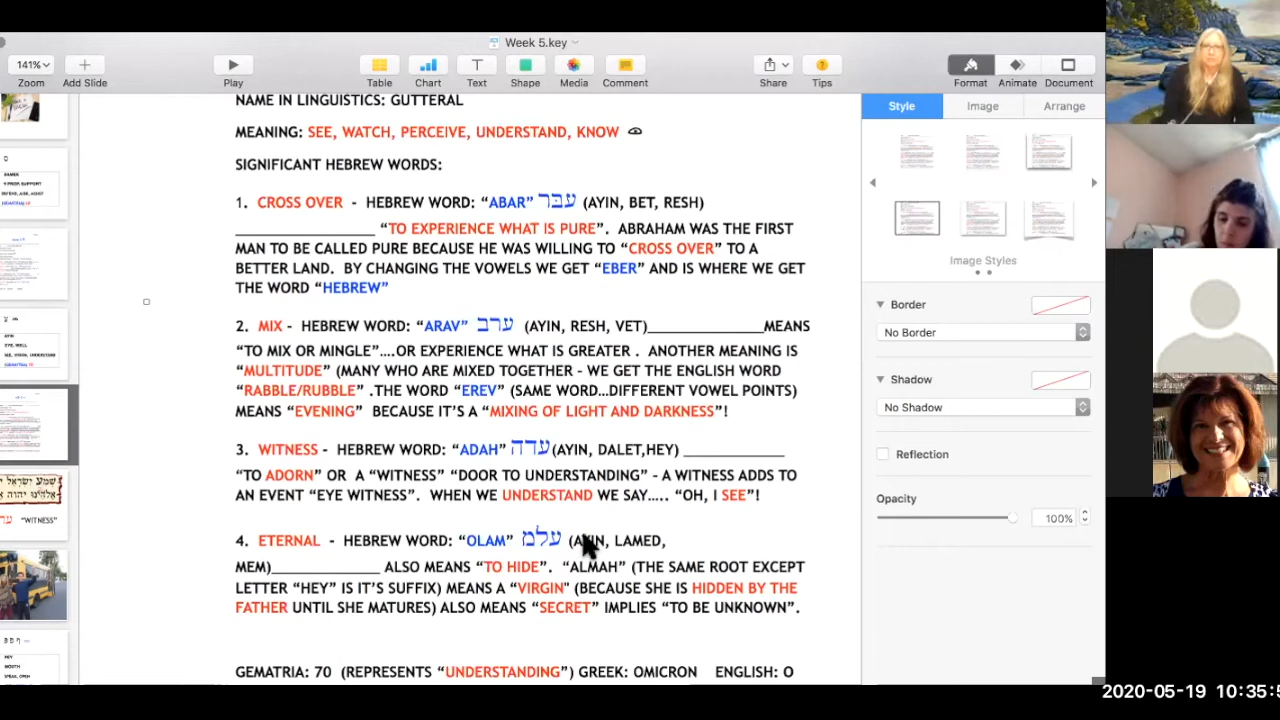 Week 5.key
141%
Zoom
Add Slide
Play
Table
Chart
Text
Shape
Media
Comment
Share
Tips
Format
Animate
Document
NAME IN LINGUISTICS: GUTTERAL
MEANING: SEE, WATCH, PERCEIVE, UNDERSTAND, KNOW
SIGNIFICANT HEBREW WORDS:
1. CROSS OVER - HEBREW WORD: “ABAR” עבּר (AYIN, BET, RESH)
____________________ “TO EXPERIENCE WHAT IS PURE”. ABRAHAM WAS THE FIRST
MAN TO BE CALLED PURE BECAUSE HE WAS WILLING TO “CROSS OVER” TO A
BETTER LAND. BY CHANGING THE VOWELS WE GET “EBER” AND IS WHERE WE GET
THE WORD “HEBREW”
2. MIX - HEBREW WORD: “ARAV” ערב (AYIN, RESH, VET)________________MEANS
“TO MIX OR MINGLE”....OR EXPERIENCE WHAT IS GREATER . ANOTHER MEANING IS
“MULTITUDE” (MANY WHO ARE MIXED TOGETHER - WE GET THE ENGLISH WORD
“RABBLE/RUBBLE” .THE WORD “EREV” (SAME WORD...DIFFERENT VOWEL POINTS)
MEANS “EVENING” BECAUSE IT’S A “MIXING OF LIGHT AND DARKNESS”!
3. WITNESS - HEBREW WORD: “ADAH” עדה (AYIN, DALET,HEY) ______________
“TO ADORN” OR A “WITNESS” “DOOR TO UNDERSTANDING” - A WITNESS ADDS TO
AN EVENT “EYE WITNESS”. WHEN WE UNDERSTAND WE SAY..... “OH, I SEE”!
4. ETERNAL - HEBREW WORD: “OLAM” עלמ (AYIN, LAMED,
MEM)_______________ ALSO MEANS “TO HIDE”. “ALMAH” (THE SAME ROOT EXCEPT
LETTER “HEY” IS IT’S SUFFIX) MEANS A “VIRGIN” (BECAUSE SHE IS HIDDEN BY THE
FATHER UNTIL SHE MATURES) ALSO MEANS “SECRET” IMPLIES “TO BE UNKNOWN”.
GEMATRIA: 70 (REPRESENTS “UNDERSTANDING”) GREEK: OMICRON ENGLISH: O
Style
Image
Arrange
Image Styles
Border
No Border
Shadow
No Shadow
Reflection
Opacity
100%
“WITNESS”
2020-05-19 10:35:5